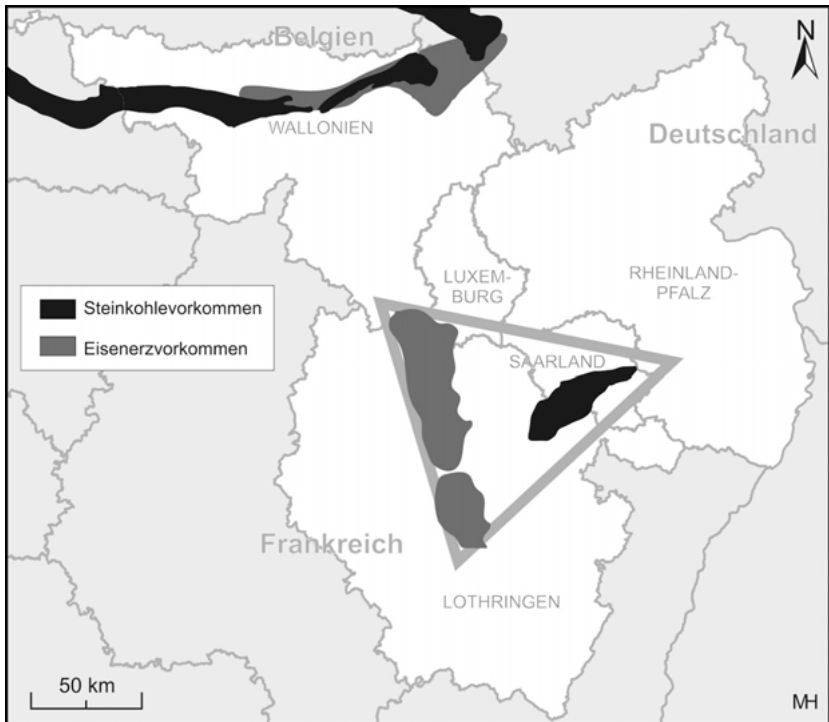 Belgien
N
WALLONIEN
Deutschland
LUXEM-
BURG
RHEINLAND-
PFALZ
Steinkohlevorkommen
Eisenerzvorkommen
SAARLAND
Frankreich
LOTHRINGEN
50 km
MH